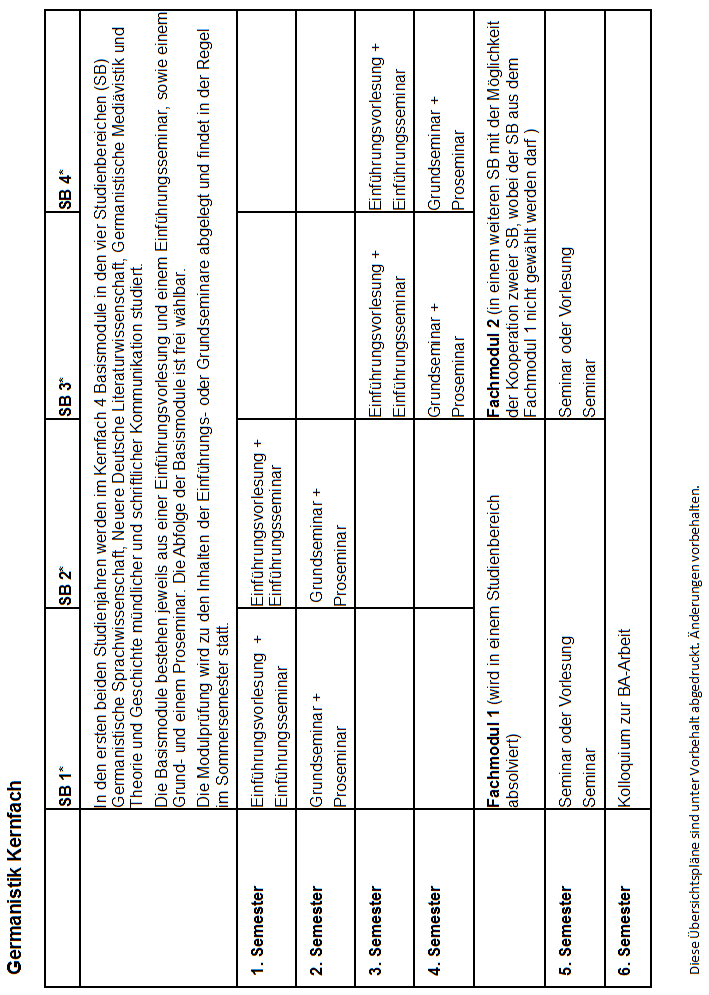 Germanistik Kernfach
SB 1* SB 2* SB 3* SB 4*
In den ersten beiden Studienjahren werden im Kernfach 4 Basismodule in den vier Studienbereichen (SB)
Germanistische Sprachwissenschaft, Neuere Deutsche Literaturwissenschaft, Germanistische Mediävistik und
Theorie und Geschichte mündlicher und schriftlicher Kommunikation studiert.
Die Basismodule bestehen jeweils aus einer Einführungsvorlesung und einem Einführungsseminar, sowie einem
Grund- und einem Proseminar. Die Abfolge der Basismodule ist frei wählbar.
Die Modulprüfung wird zu den Inhalten der Einführungs- oder Grundseminare abgelegt und findet in der Regel
im Sommersemester statt.
1. Semester
Einführungsvorlesung +
Einführungsseminar
Einführungsvorlesung +
Einführungsseminar
2. Semester
Grundseminar +
Proseminar
Grundseminar +
Proseminar
3. Semester
Einführungsvorlesung +
Einführungsseminar
Einführungsvorlesung +
Einführungsseminar
4. Semester
Grundseminar +
Proseminar
Grundseminar +
Proseminar
Fachmodul 1 (wird in einem Studienbereich
absolviert)
Fachmodul 2 (in einem weiteren SB mit der Möglichkeit
der Kooperation zweier SB, wobei der SB aus dem
Fachmodul 1 nicht gewählt werden darf )
5. Semester
Seminar oder Vorlesung
Seminar
Seminar oder Vorlesung
Seminar
6. Semester
Kolloquium zur BA-Arbeit
Diese Übersichtspläne sind unter Vorbehalt abgedruckt. Änderungen vorbehalten.